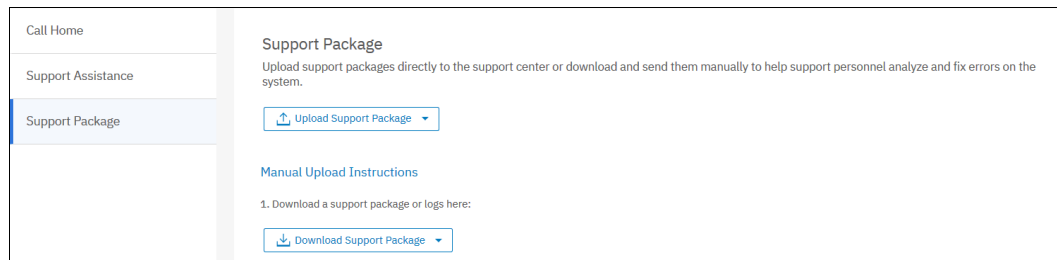 Call Home
Support Assistance
Support Package
Support Package
Upload support packages directly to the support center or download and send them manually to help support personnel analyze and fix errors on the
system.
Upload Support Package
Manual Upload Instructions
1. Download a support package or logs here:
Download Support Package